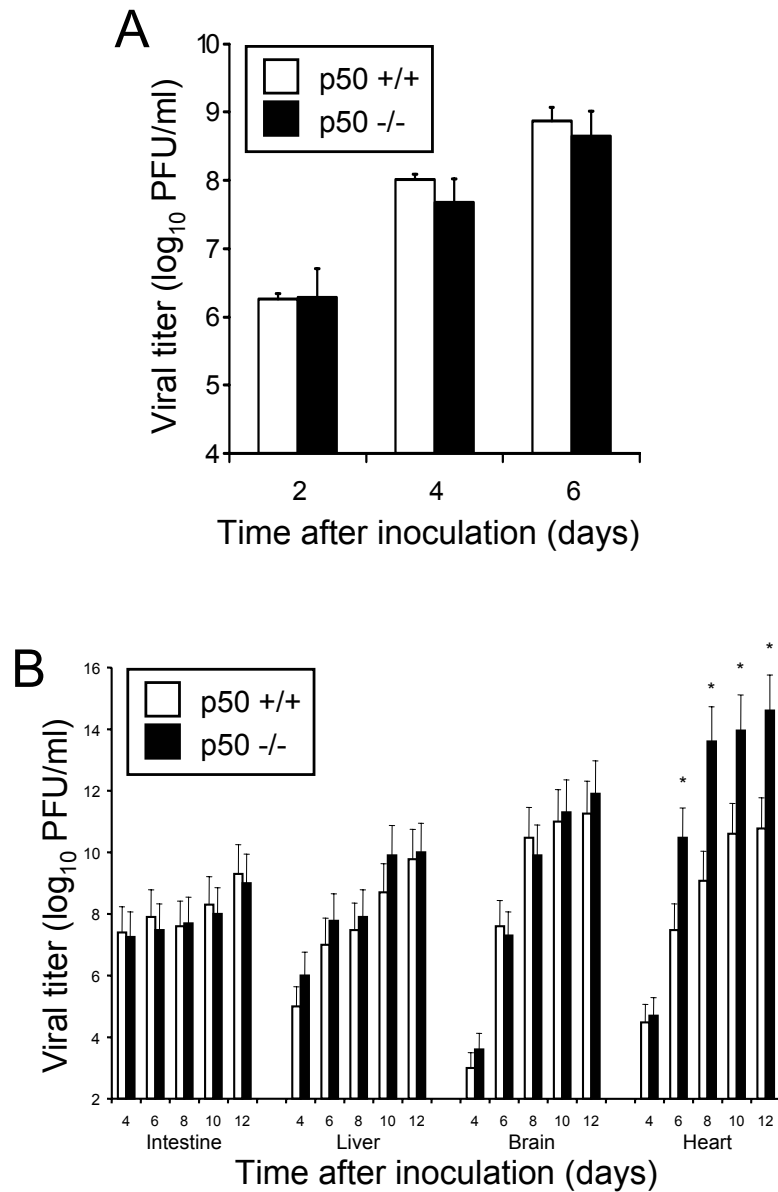 A
Viral titer (log10 PFU/ml)
10
9
8
7
6
5
4
p50 +/+
p50 -/-
2 4 6
Time after inoculation (days)
B
Viral titer (log10 PFU/ml)
16
14
12
10
8
6
4
2
p50 +/+
p50 -/-
* * * *
4 6 8 10 12 4 6 8 10 12 4 6 8 10 12 4 6 8 10 12
Intestine Liver Brain Heart
Time after inoculation (days)